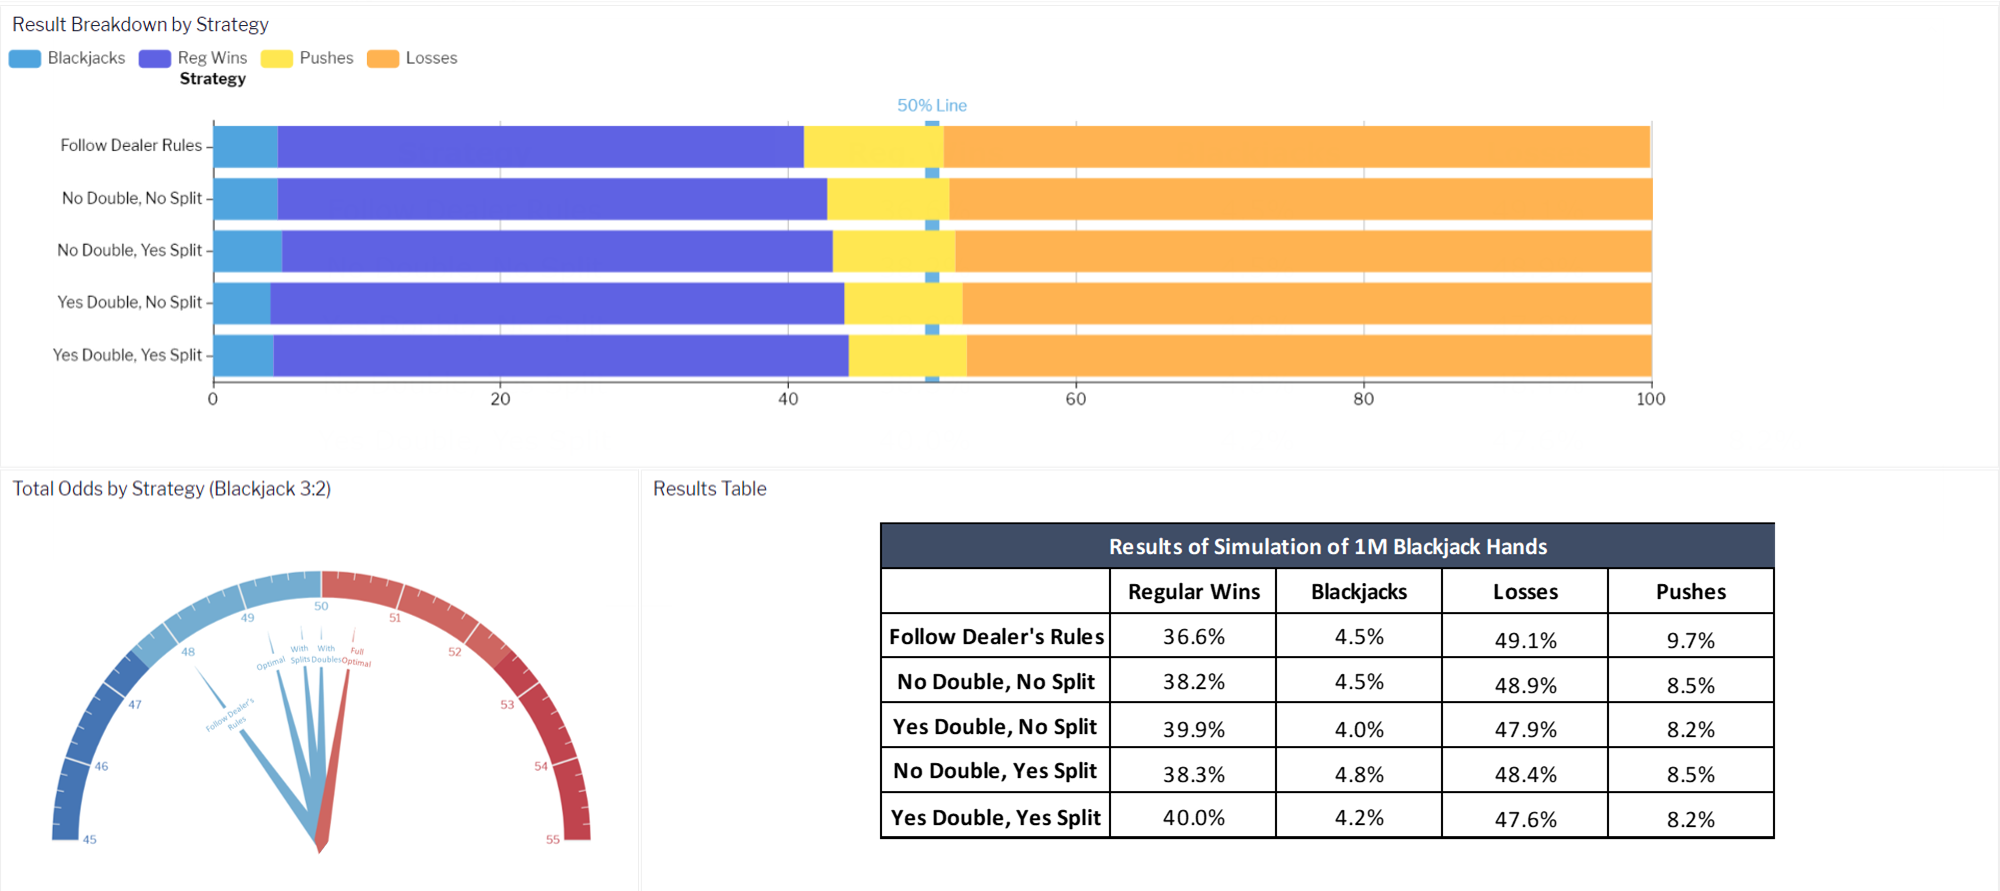 Result Breakdown by Strategy
Blackjacks Reg Wins Pushes Losses
Strategy
50% Line
Follow Dealer Rules
No Double, No Split
No Double, Yes Split
Yes Double, No Split
Yes Double, Yes Split
0 20 40 60 80 100
Total Odds by Strategy (Blackjack 3:2)
45
46
47
48
49
50
51
52
53
54
55
Follow Dealer's
Rules
Optimal
With
Splits
With
Doubles
Full
Optimal
Results Table
Results of Simulation of 1M Blackjack Hands
Regular Wins Blackjacks Losses Pushes
Follow Dealer's Rules 36.6% 4.5% 49.1% 9.7%
No Double, No Split 38.2% 4.5% 48.9% 8.5%
Yes Double, No Split 39.9% 4.0% 47.9% 8.2%
No Double, Yes Split 38.3% 4.8% 48.4% 8.5%
Yes Double, Yes Split 40.0% 4.2% 47.6% 8.2%